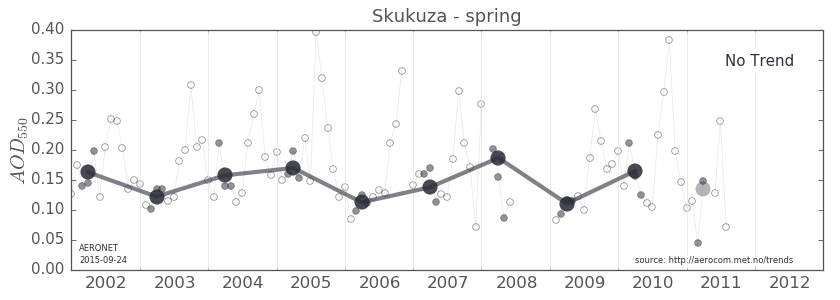 Skukuza - spring
AOD550
0.40
0.35
0.30
0.25
0.20
0.15
0.10
0.05
0.00
No Trend
AERONET
2015-09-24
source: http://aerocom.met.no/trends
2002 2003 2004 2005 2006 2007 2008 2009 2010 2011 2012